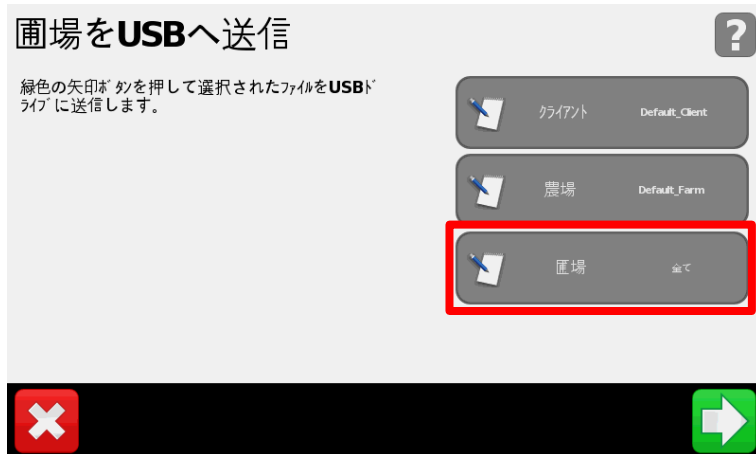 圃場をUSBへ送信
?
緑色の矢印ﾎﾞﾀﾝを押して選択されたﾌｧｲﾙをUSBﾄﾞ
ﾗｲﾌﾞに送信します。
ｸﾗｲｱﾝﾄ Default_Client
農場 Default_Farm
圃場 全て